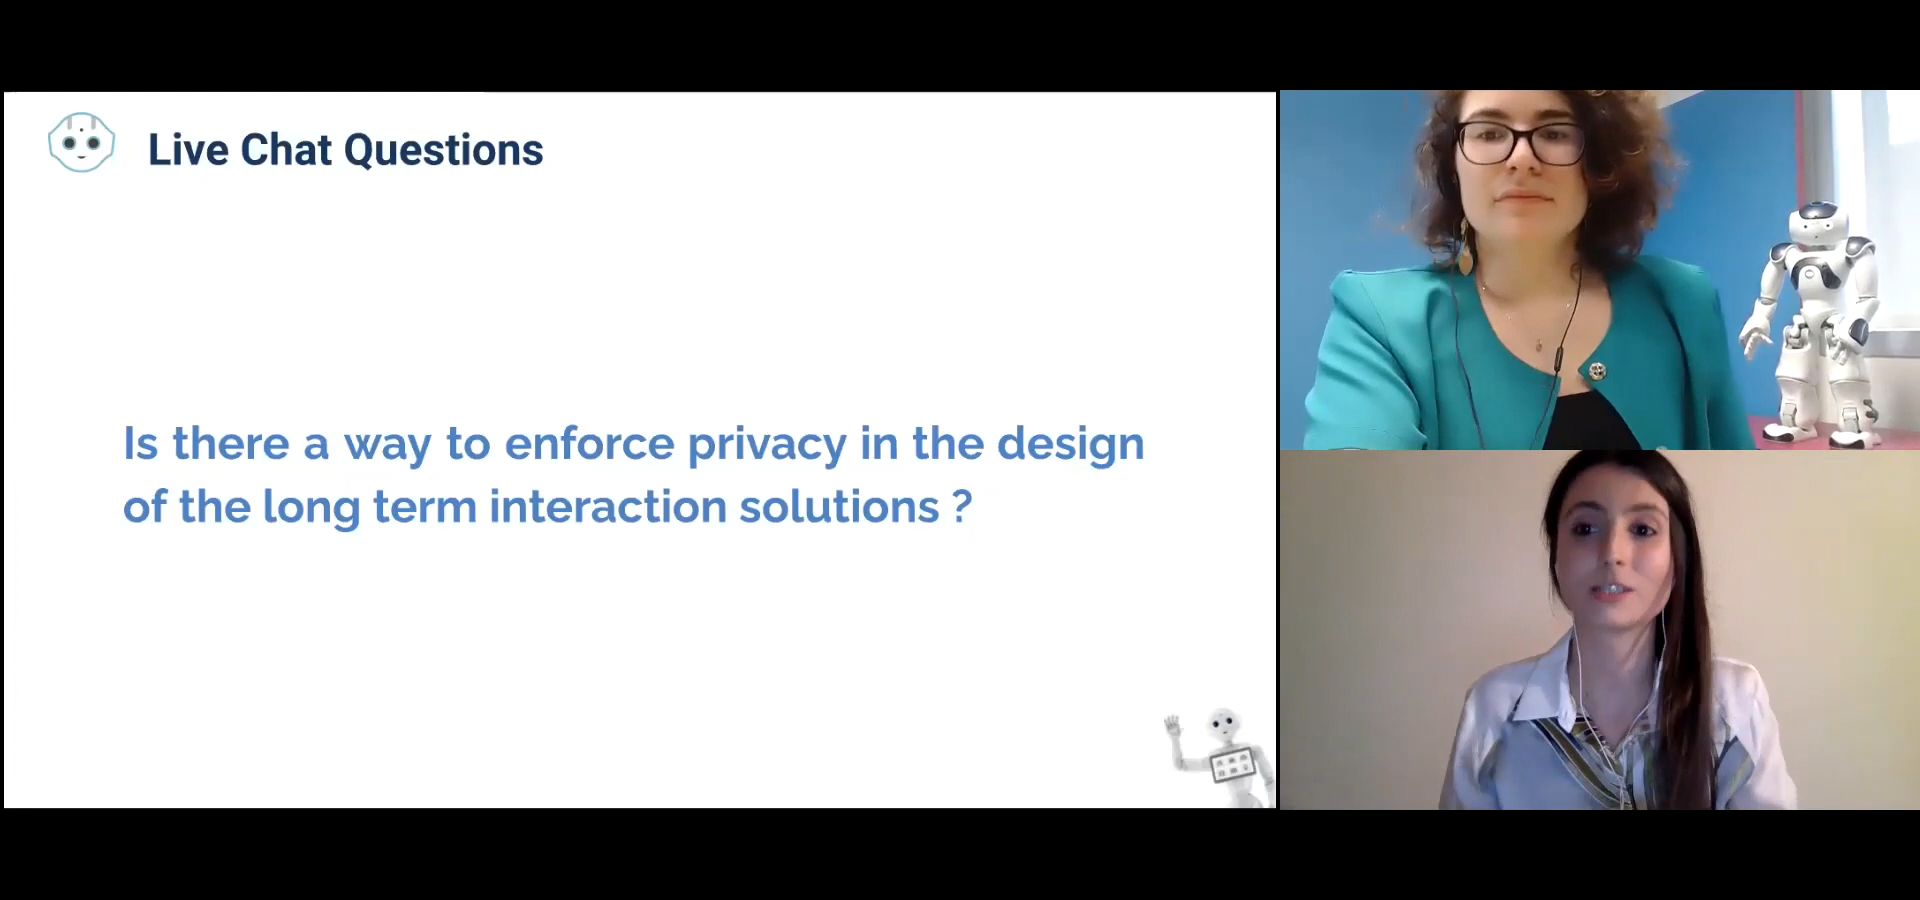 Live Chat Questions
Is there a way to enforce privacy in the design
of the long term interaction solutions ?